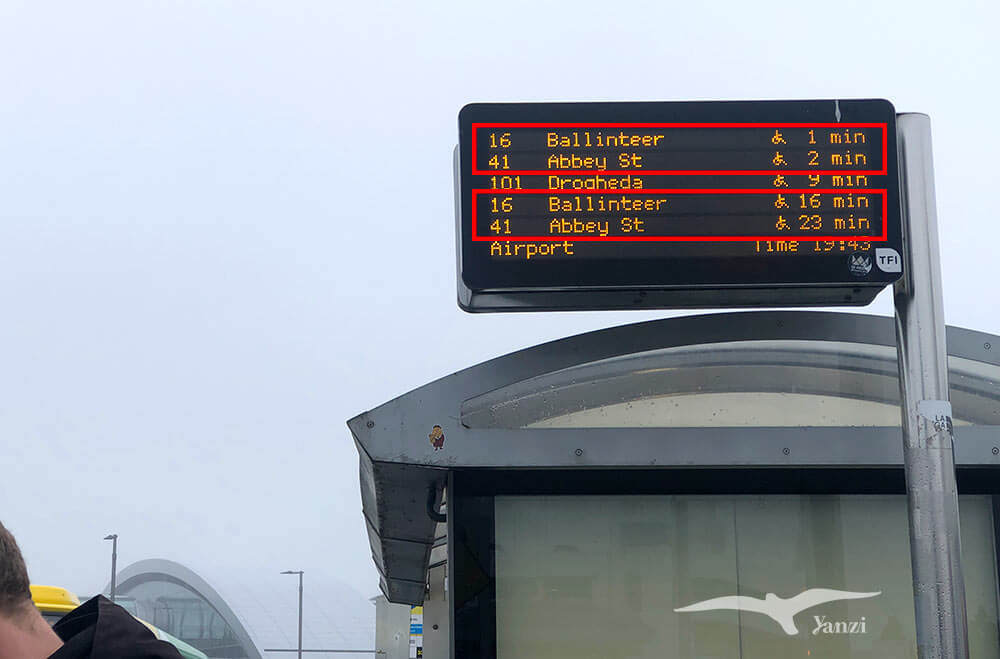 16 Ballinteer 1 min
41 Abbey St 2 min
101 Drogheda 9 min
16 Ballinteer 16 min
41 Abbey St 23 min
Airport Time 19:43
TFI
Yanzi